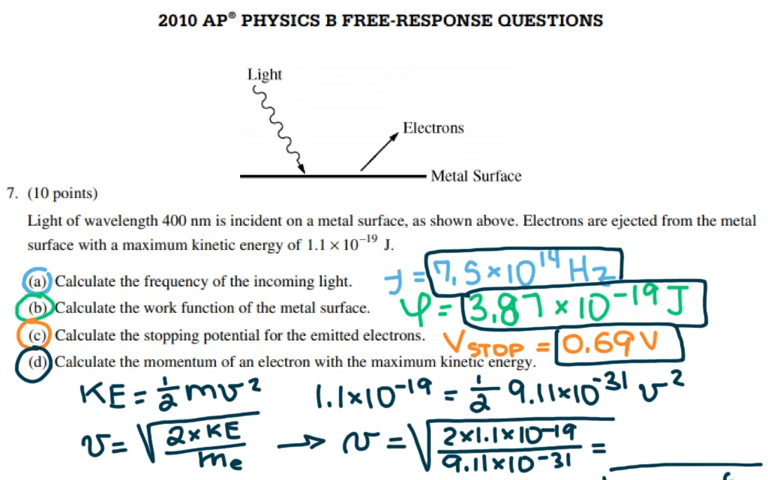 2010 AP® PHYSICS B FREE-RESPONSE QUESTIONS
Light
Electrons
Metal Surface
7. (10 points)
Light of wavelength 400 nm is incident on a metal surface, as shown above. Electrons are ejected from the metal
surface with a maximum kinetic energy of 1.1 × 10⁻¹⁹ J.
(a) Calculate the frequency of the incoming light. f = 7.5×10¹⁴ Hz
(b) Calculate the work function of the metal surface. φ = 3.87 × 10⁻¹⁹ J
(c) Calculate the stopping potential for the emitted electrons. V_STOP = 0.69 V
(d) Calculate the momentum of an electron with the maximum kinetic energy.
KE = ½ mv² 1.1×10⁻¹⁹ = ½ 9.11×10⁻³¹ v²
v = √(2×KE / mₑ) → v = √(2×1.1×10⁻¹⁹ / 9.11×10⁻³¹) =